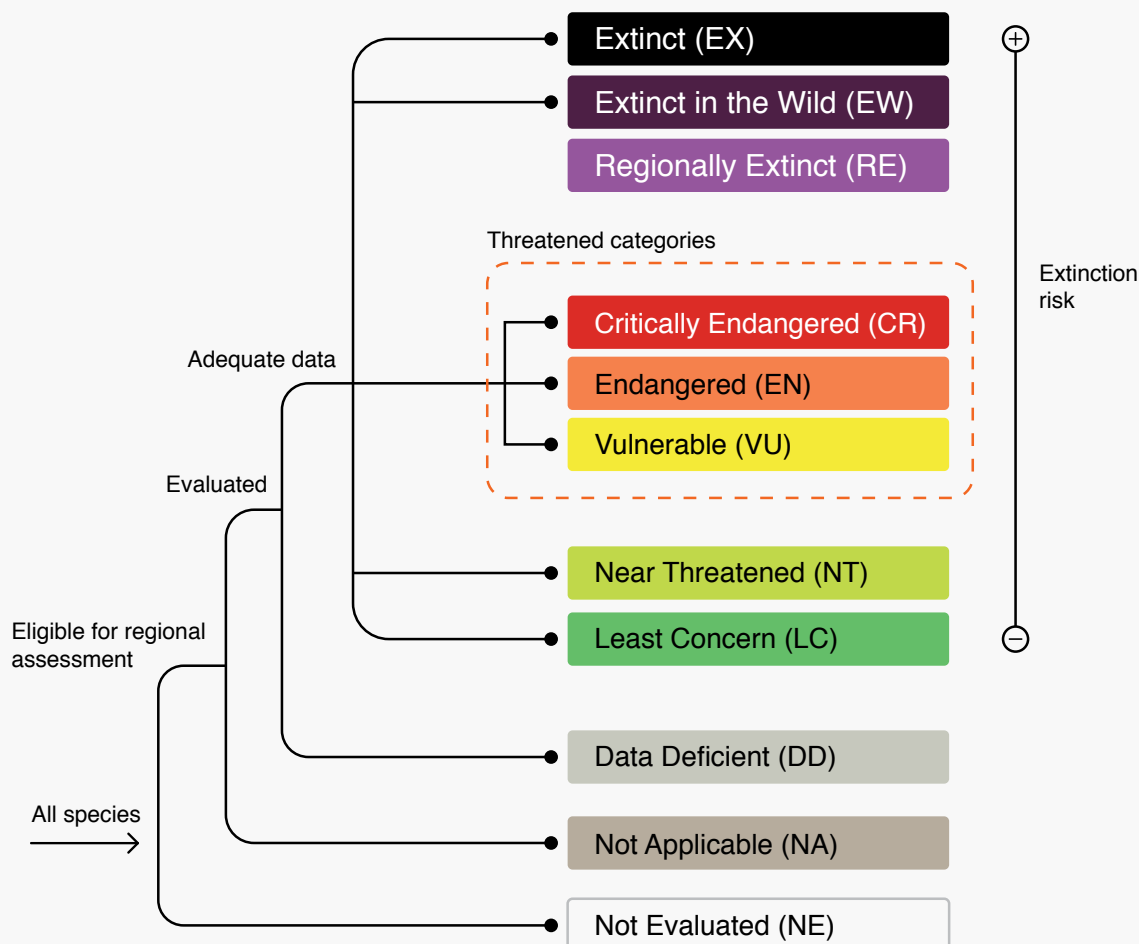 Extinct (EX)
+
Extinct in the Wild (EW)
Regionally Extinct (RE)
Threatened categories
Extinction
risk
Critically Endangered (CR)
Adequate data
Endangered (EN)
Vulnerable (VU)
Evaluated
Near Threatened (NT)
Eligible for regional
assessment
Least Concern (LC)
−
Data Deficient (DD)
All species
Not Applicable (NA)
Not Evaluated (NE)